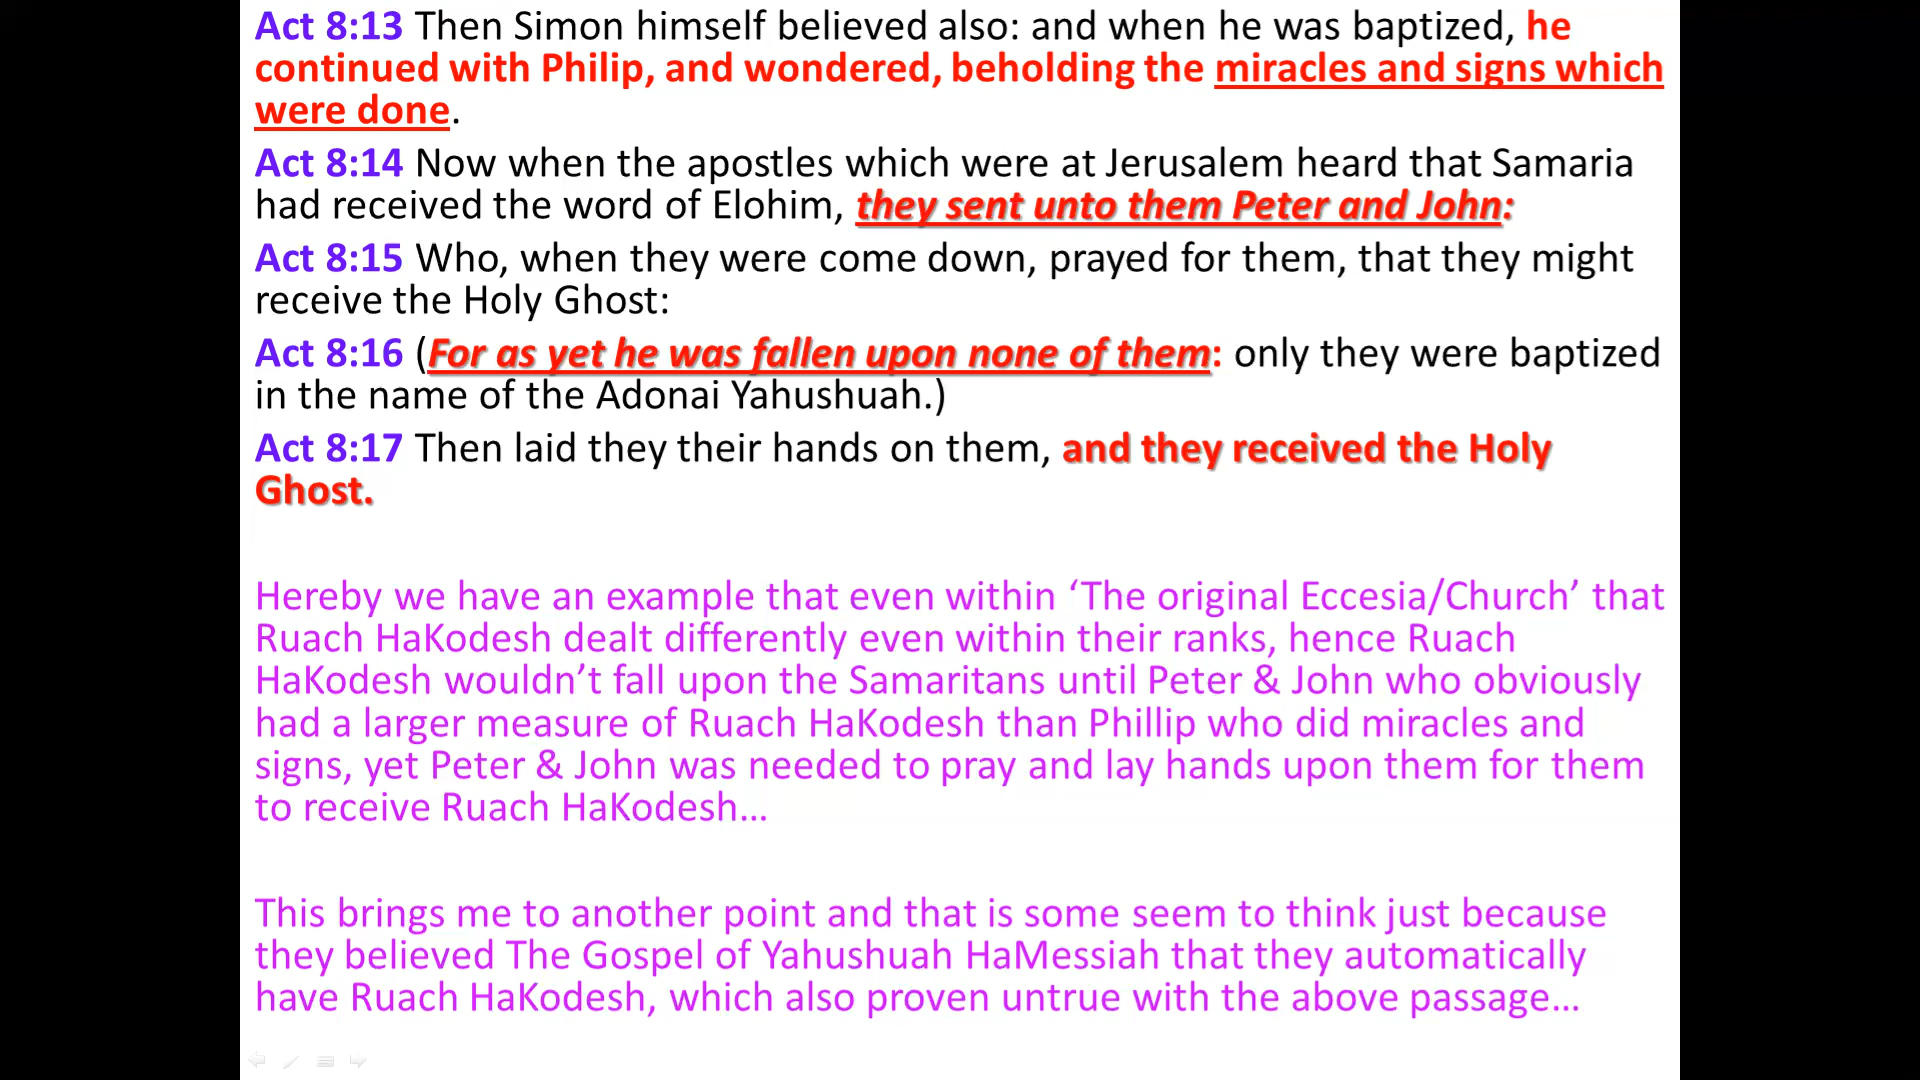 Act 8:13 Then Simon himself believed also: and when he was baptized, he
continued with Philip, and wondered, beholding the miracles and signs which
were done.
Act 8:14 Now when the apostles which were at Jerusalem heard that Samaria
had received the word of Elohim, they sent unto them Peter and John:
Act 8:15 Who, when they were come down, prayed for them, that they might
receive the Holy Ghost:
Act 8:16 (For as yet he was fallen upon none of them: only they were baptized
in the name of the Adonai Yahushuah.)
Act 8:17 Then laid they their hands on them, and they received the Holy
Ghost.
Hereby we have an example that even within ‘The original Eccesia/Church’ that
Ruach HaKodesh dealt differently even within their ranks, hence Ruach
HaKodesh wouldn’t fall upon the Samaritans until Peter & John who obviously
had a larger measure of Ruach HaKodesh than Phillip who did miracles and
signs, yet Peter & John was needed to pray and lay hands upon them for them
to receive Ruach HaKodesh…
This brings me to another point and that is some seem to think just because
they believed The Gospel of Yahushuah HaMessiah that they automatically
have Ruach HaKodesh, which also proven untrue with the above passage…